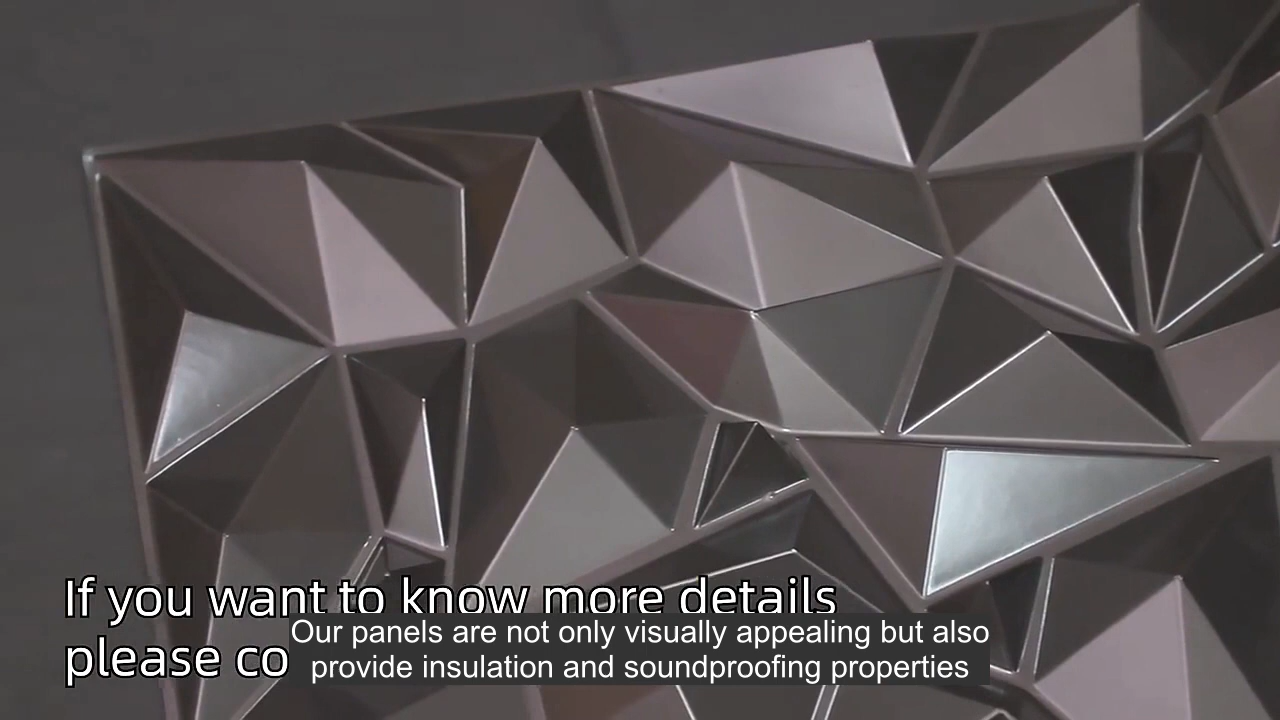 If you want to know more details
please co
Our panels are not only visually appealing but also
provide insulation and soundproofing properties